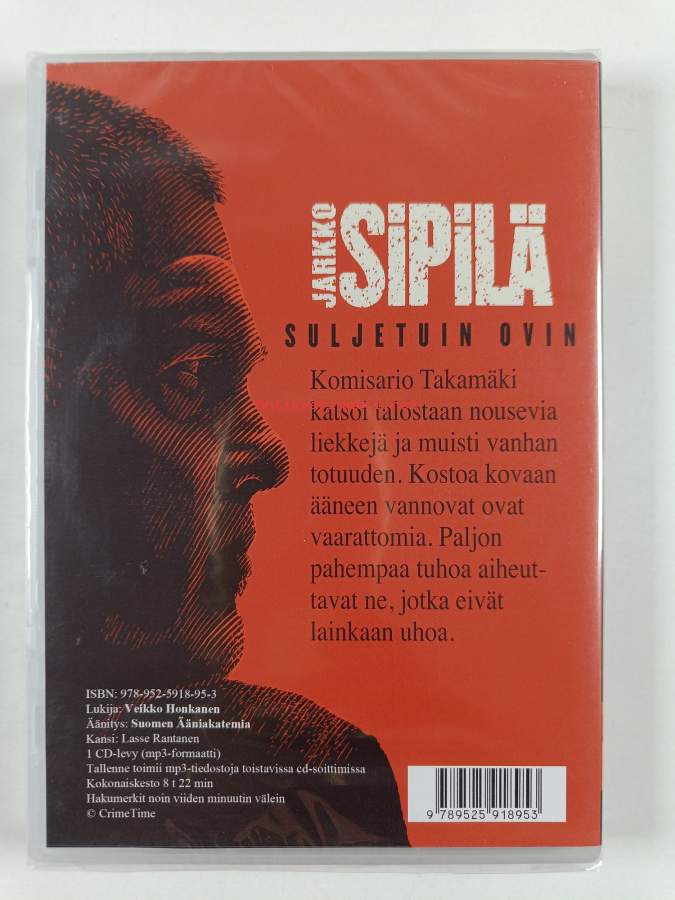 JARKKO
SIPILÄ
SULJETUIN OVIN
Komisario Takamäki
katsoi talostaan nousevia
liekkejä ja muisti vanhan
totuuden. Kostoa kovaan
ääneen vannovat ovat
vaarattomia. Paljon
pahempaa tuhoa aiheut-
tavat ne, jotka eivät
lainkaan uhoa.
ISBN: 978-952-5918-95-3
Lukija: Veikko Honkanen
Äänitys: Suomen Ääniakatemia
Kansi: Lasse Rantanen
1 CD-levy (mp3-formaatti)
Tallenne toimii mp3-tiedostoja toistavissa cd-soittimissa
Kokonaiskesto 8 t 22 min
Hakumerkit noin viiden minuutin välein
© CrimeTime
9 789525 918953